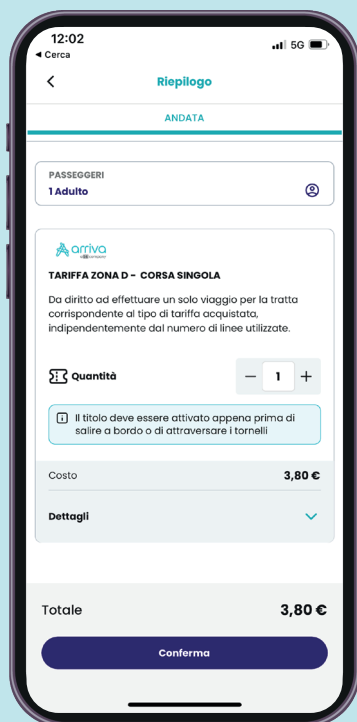 12:02
5G
◄ Cerca
Riepilogo
ANDATA
PASSEGGERI
1 Adulto
arriva
TARIFFA ZONA D - CORSA SINGOLA
Da diritto ad effettuare un solo viaggio per la tratta
corrispondente al tipo di tariffa acquistata,
indipendentemente dal numero di linee utilizzate.
Quantità
− 1 +
Il titolo deve essere attivato appena prima di
salire a bordo o di attraversare i tornelli
Costo 3,80 €
Dettagli
Totale 3,80 €
Conferma